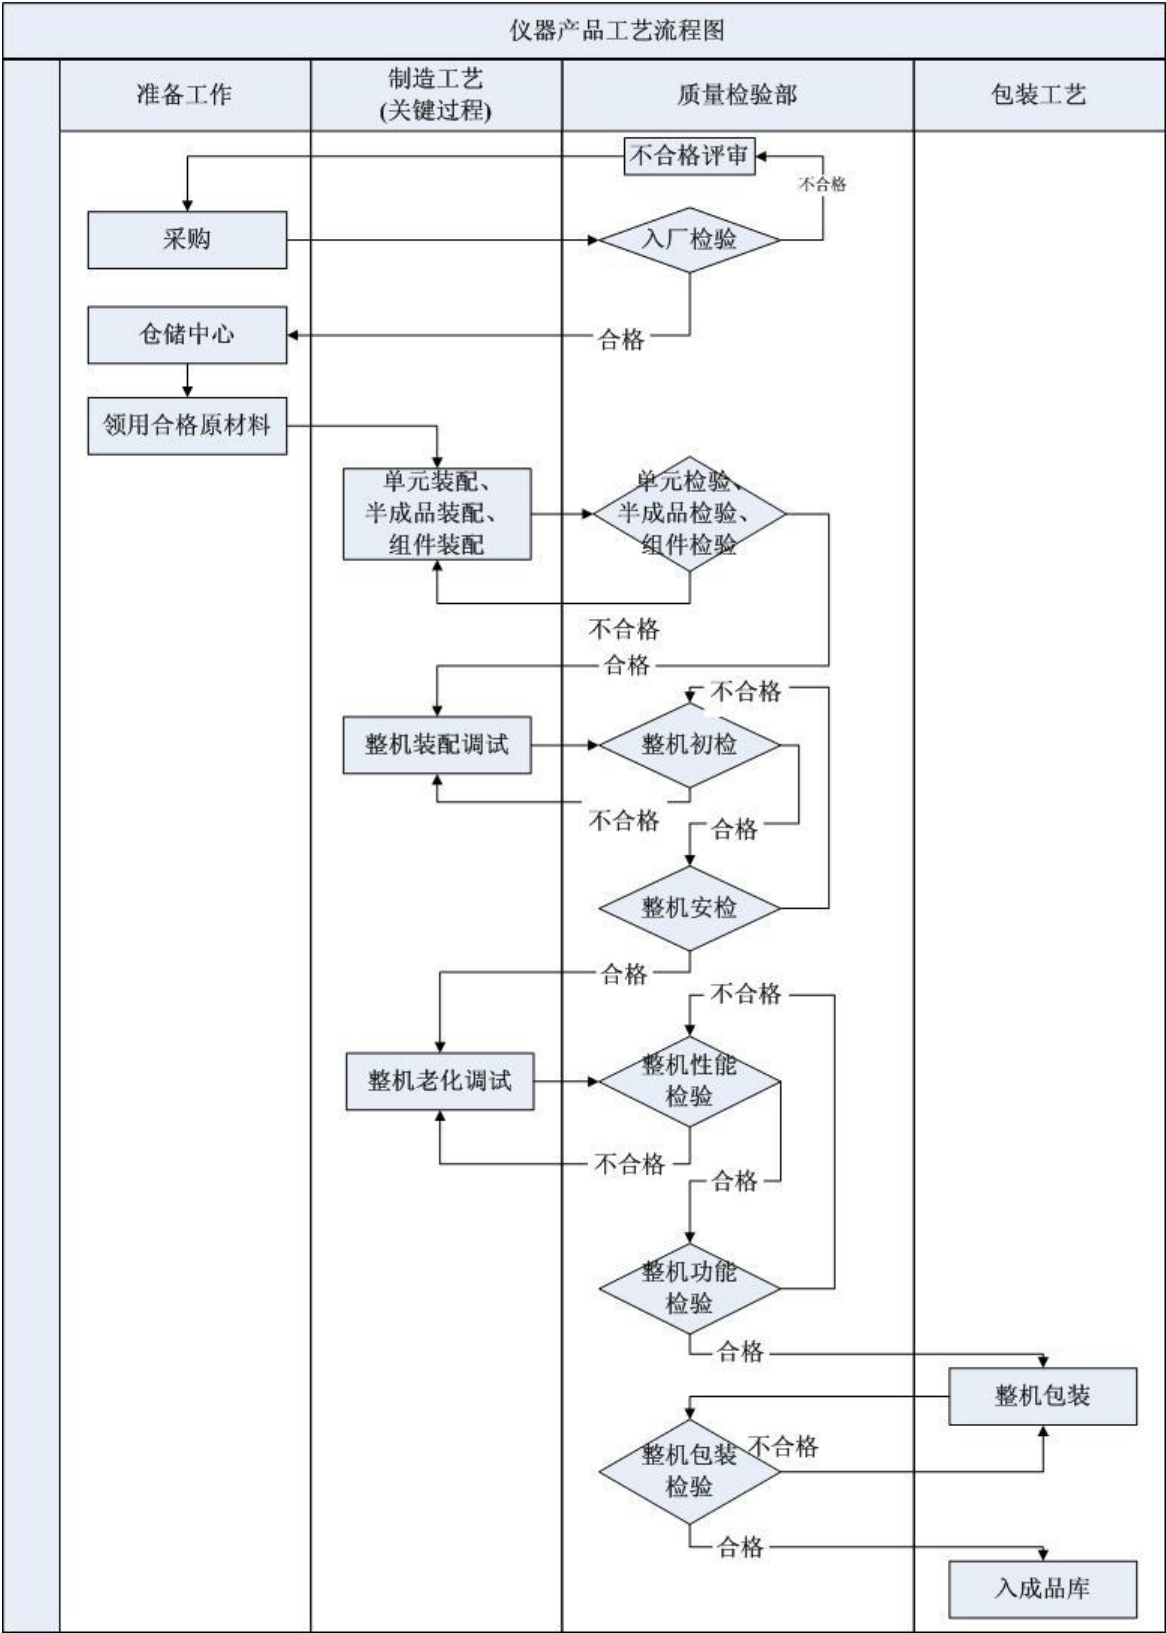 仪器产品工艺流程图
准备工作
制造工艺
(关键过程)
质量检验部
包装工艺
不合格评审
不合格
采购
入厂检验
仓储中心
合格
领用合格原材料
单元装配、
半成品装配、
组件装配
单元检验、
半成品检验、
组件检验
不合格
合格
不合格
整机装配调试
整机初检
不合格
合格
整机安检
合格
不合格
整机老化调试
整机性能
检验
不合格
合格
整机功能
检验
合格
整机包装
不合格
整机包装
检验
合格
入成品库